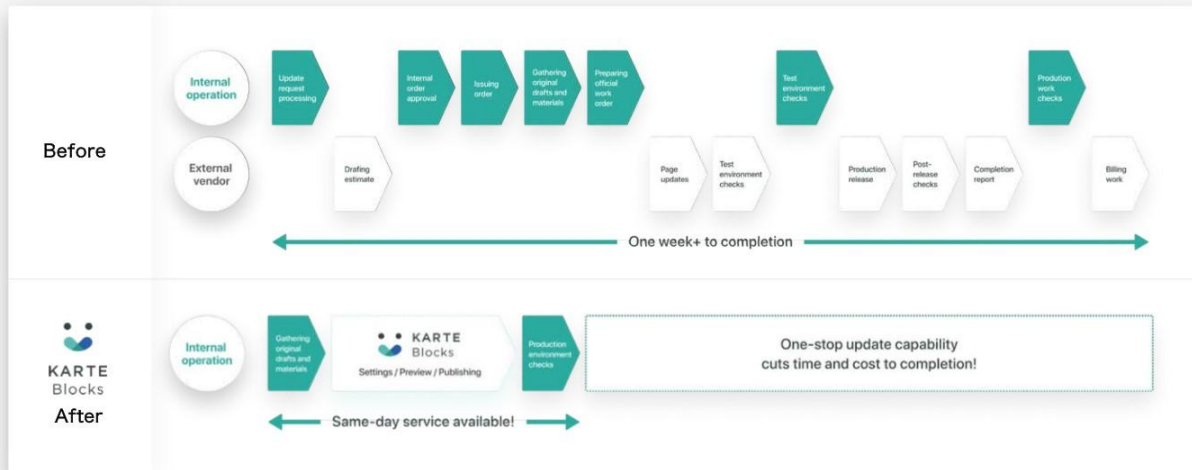 Before
Internal
operation
Update
request
processing
Internal
order
approval
Issuing
order
Gathering
original
drafts and
materials
Preparing
official
work
order
Test
environment
checks
Prodution
work
checks
External
vendor
Drafing
estimate
Page
updates
Test
environment
checks
Production
release
Post-
release
checks
Completion
report
Billing
work
One week+ to completion
KARTE
Blocks
After
Internal
operation
Gathering
original
drafts and
materials
KARTE
Blocks
Settings / Preview / Publishing
Production
environment
checks
One-stop update capability
cuts time and cost to completion!
Same-day service available!